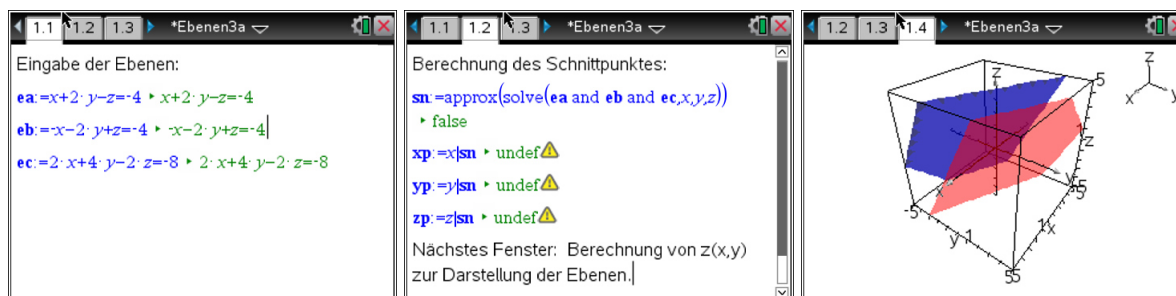 1.1 1.2 1.3 *Ebenen3a
Eingabe der Ebenen:
ea:=x+2·y−z=-4 ▸ x+2·y−z=-4
eb:=-x−2·y+z=-4 ▸ -x−2·y+z=-4
ec:=2·x+4·y−2·z=-8 ▸ 2·x+4·y−2·z=-8
1.1 1.2 1.3 *Ebenen3a
Berechnung des Schnittpunktes:
sn:=approx(solve(ea and eb and ec,x,y,z))
▸ false
xp:=x|sn ▸ undef
yp:=y|sn ▸ undef
zp:=z|sn ▸ undef
Nächstes Fenster: Berechnung von z(x,y)
zur Darstellung der Ebenen.
1.2 1.3 1.4 *Ebenen3a
z
x y
z 5
z
x y
5
-5
y 1 1 x
5 5